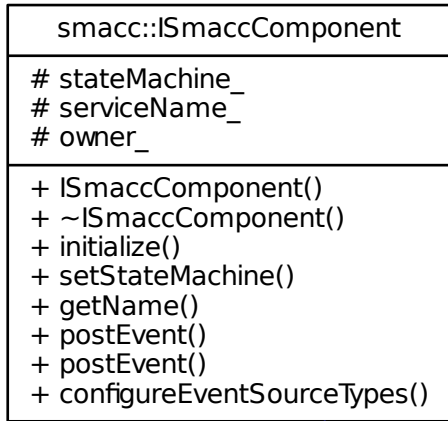 smacc::ISmaccComponent
# stateMachine_
# serviceName_
# owner_
+ ISmaccComponent()
+ ~ISmaccComponent()
+ initialize()
+ setStateMachine()
+ getName()
+ postEvent()
+ postEvent()
+ configureEventSourceTypes()